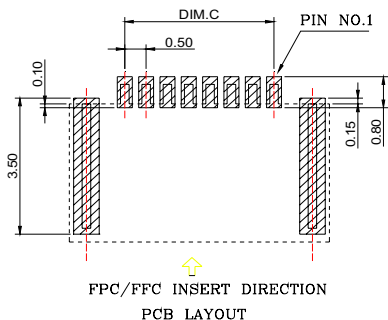 DIM.C
PIN NO.1
0.50
0.10
3.50
0.15
0.80
FPC/FFC INSERT DIRECTION
PCB LAYOUT